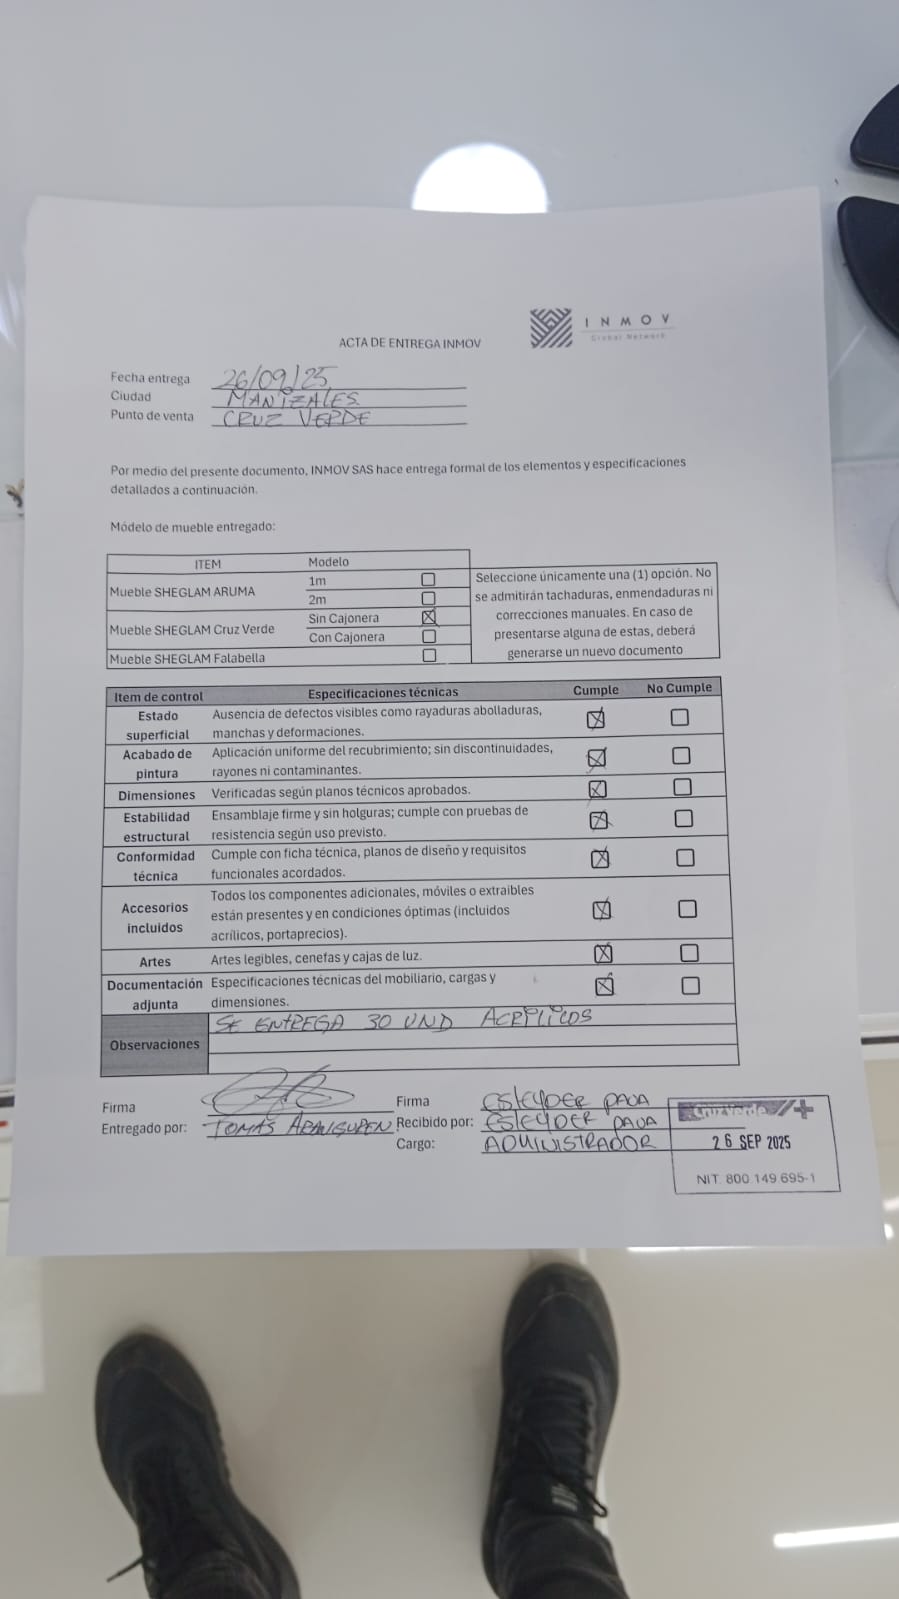 INMOV
Global Network
ACTA DE ENTREGA INMOV
Fecha entrega 26/09/25
Ciudad MANIZALES
Punto de venta CRUZ VERDE
Por medio del presente documento, INMOV SAS hace entrega formal de los elementos y especificaciones
detallados a continuación.
Módelo de mueble entregado:
ITEM Modelo
Mueble SHEGLAM ARUMA 1m
2m
Mueble SHEGLAM Cruz Verde Sin Cajonera
Con Cajonera
Mueble SHEGLAM Falabella
Seleccione únicamente una (1) opción. No
se admitirán tachaduras, enmendaduras ni
correcciones manuales. En caso de
presentarse alguna de estas, deberá
generarse un nuevo documento
Item de control Especificaciones técnicas Cumple No Cumple
Estado Ausencia de defectos visibles como rayaduras abolladuras,
superficial manchas y deformaciones.
Acabado de Aplicación uniforme del recubrimiento; sin discontinuidades,
pintura rayones ni contaminantes.
Dimensiones Verificadas según planos técnicos aprobados.
Estabilidad Ensamblaje firme y sin holguras; cumple con pruebas de
estructural resistencia según uso previsto.
Conformidad Cumple con ficha técnica, planos de diseño y requisitos
técnica funcionales acordados.
Accesorios Todos los componentes adicionales, móviles o extraibles
incluidos están presentes y en condiciones óptimas (incluidos
acrílicos, portaprecios).
Artes Artes legibles, cenefas y cajas de luz.
Documentación Especificaciones técnicas del mobiliario, cargas y
adjunta dimensiones.
Observaciones SE ENTREGA 30 UND ACRILICOS
Firma
Entregado por: TOMAS ARANGUREN
Firma ESLEYDER PAVA
Recibido por: ESLEYDER PAVA
Cargo: ADMINISTRADOR
Cruz Verde
26 SEP 2025
NIT. 800.149.695-1